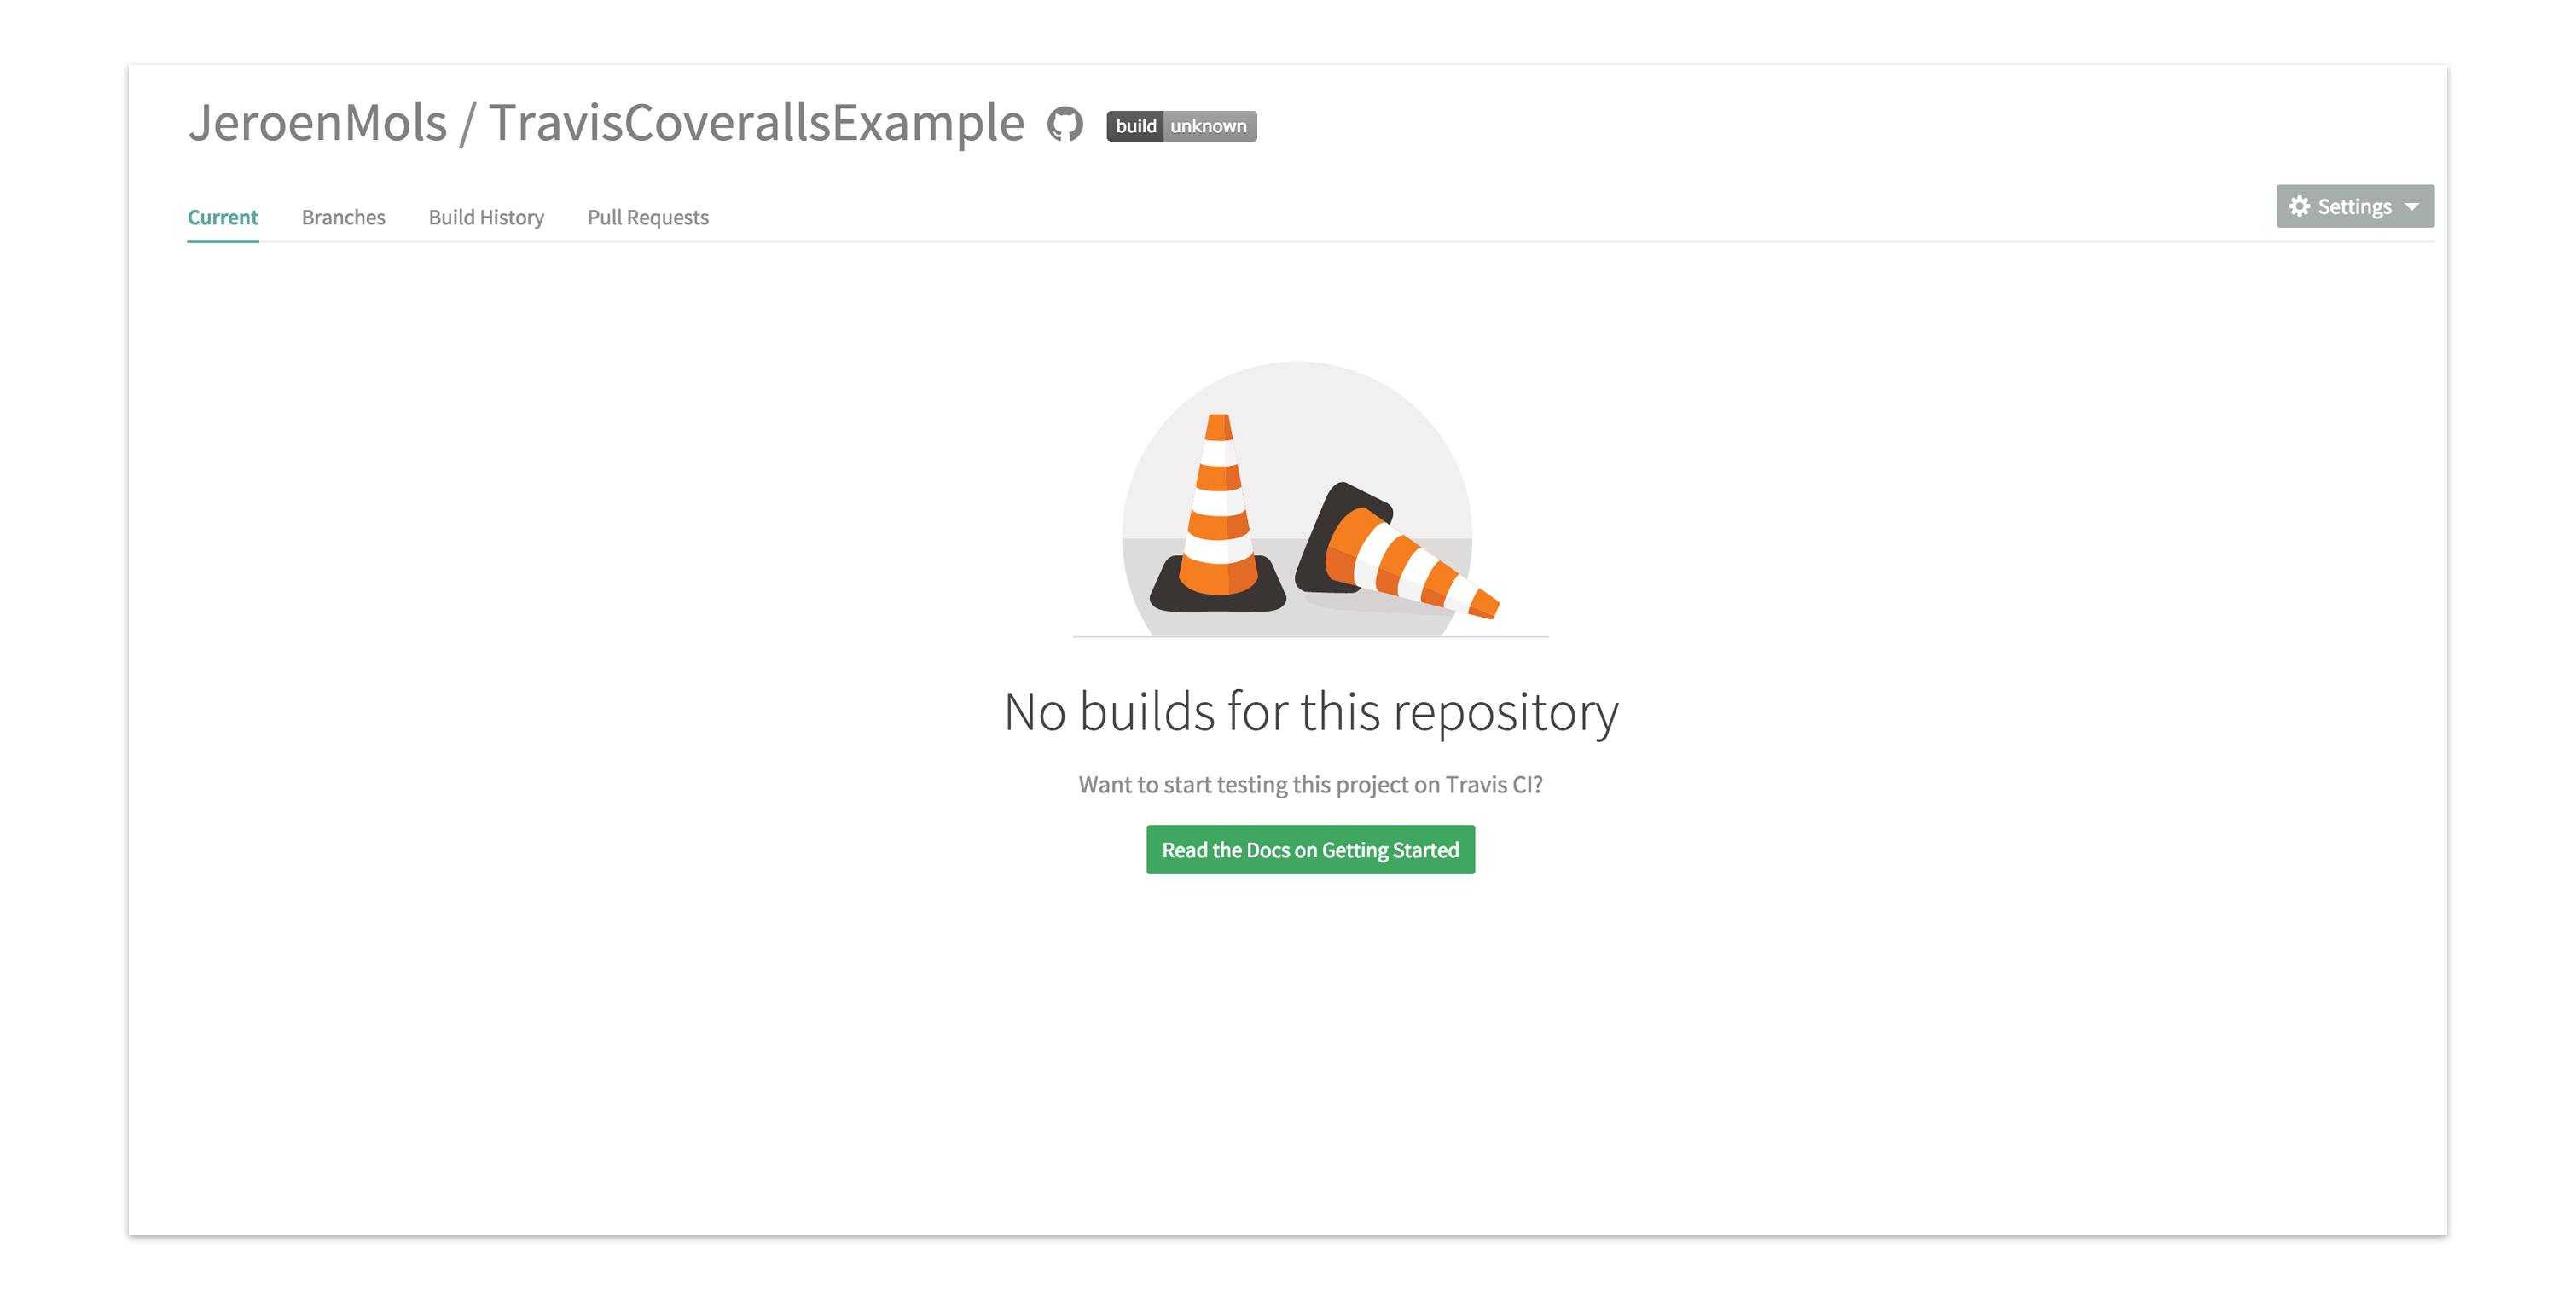 JeroenMols / TravisCoverallsExample build unknown
Current Branches Build History Pull Requests Settings
No builds for this repository
Want to start testing this project on Travis CI?
Read the Docs on Getting Started